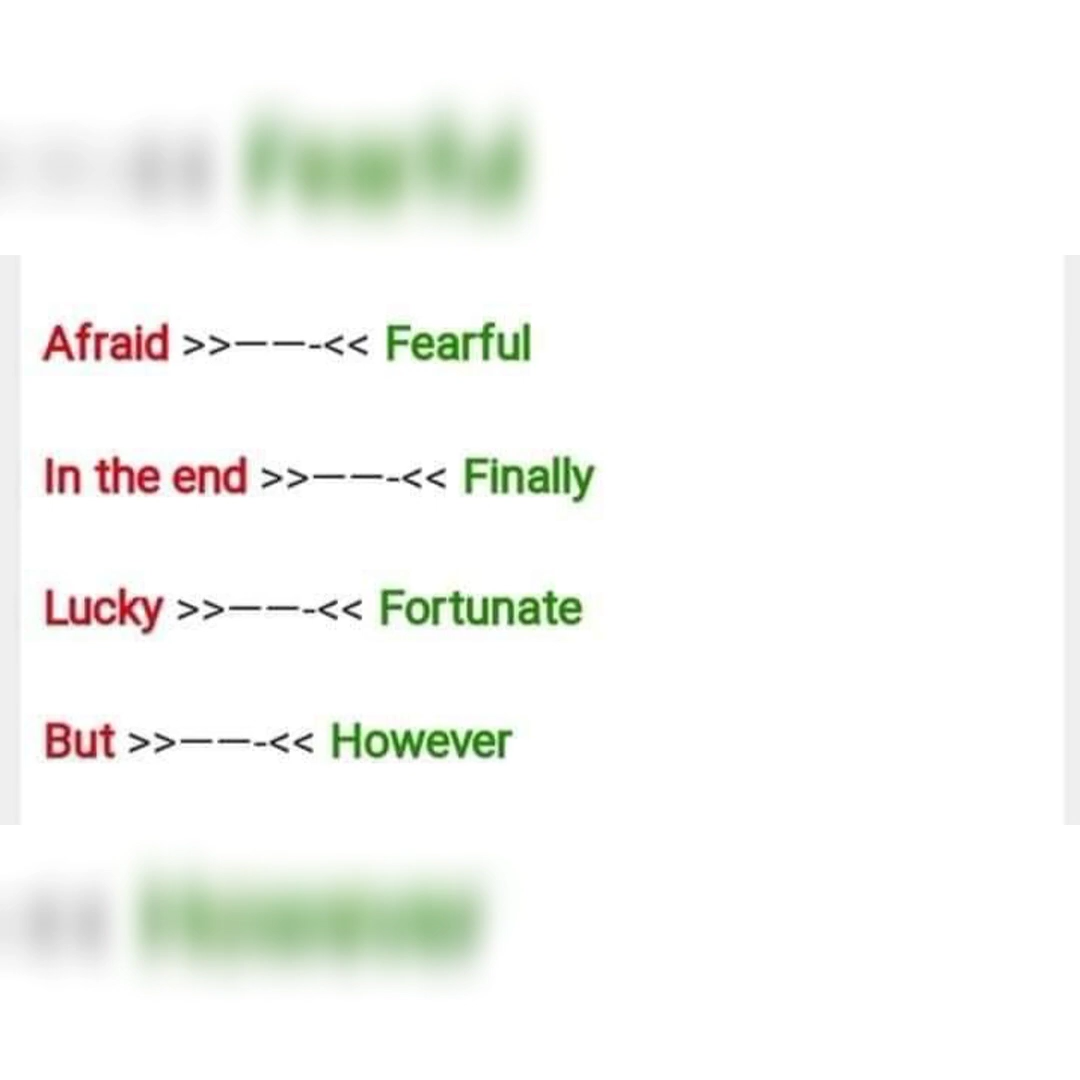 Afraid >>——-<< Fearful
In the end >>——-<< Finally
Lucky >>——-<< Fortunate
But >>——-<< However